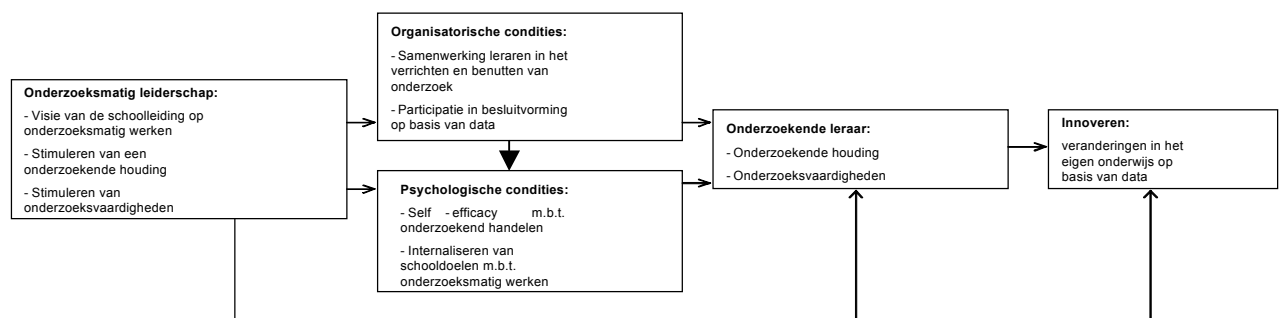 Onderzoeksmatig leiderschap:
- Visie van de schoolleiding op
onderzoeksmatig werken
- Stimuleren van een
onderzoekende houding
- Stimuleren van
onderzoeksvaardigheden
Organisatorische condities:
- Samenwerking leraren in het
verrichten en benutten van
onderzoek
- Participatie in besluitvorming
op basis van data
Psychologische condities:
- Self - efficacy m.b.t.
onderzoekend handelen
- Internaliseren van
schooldoelen m.b.t.
onderzoeksmatig werken
Onderzoekende leraar:
- Onderzoekende houding
- Onderzoeksvaardigheden
Innoveren:
veranderingen in het
eigen onderwijs op
basis van data